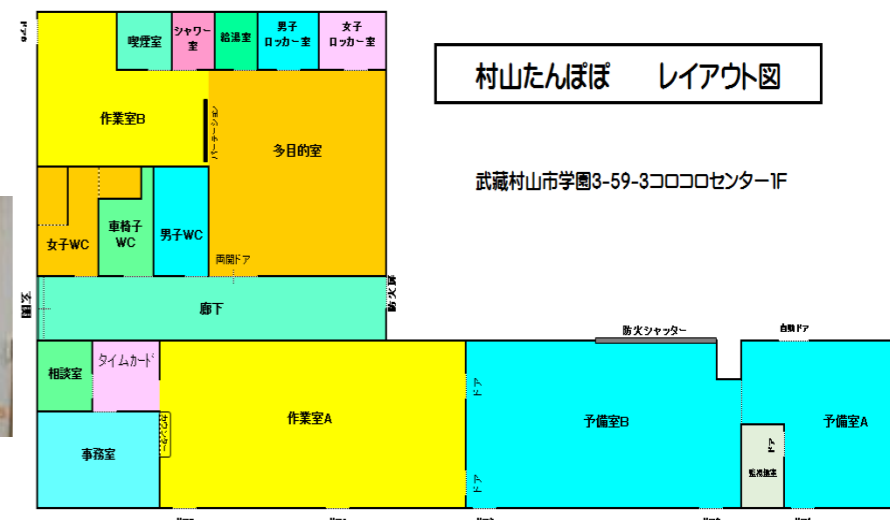 村山たんぽぽ レイアウト図
武蔵村山市学園3-59-3コロコロセンター1F
喫煙室
シャワー
室
給湯室
男子
ロッカー室
女子
ロッカー室
作業室B
パーテーション
多目的室
女子WC
車椅子
WC
男子WC
両開ドア
玄関
廊下
防火扉
防火シャッター
自動ドア
相談室
タイムカード
作業室A
ドア
予備室B
予備室A
カウンター
事務室
ドア
ドア